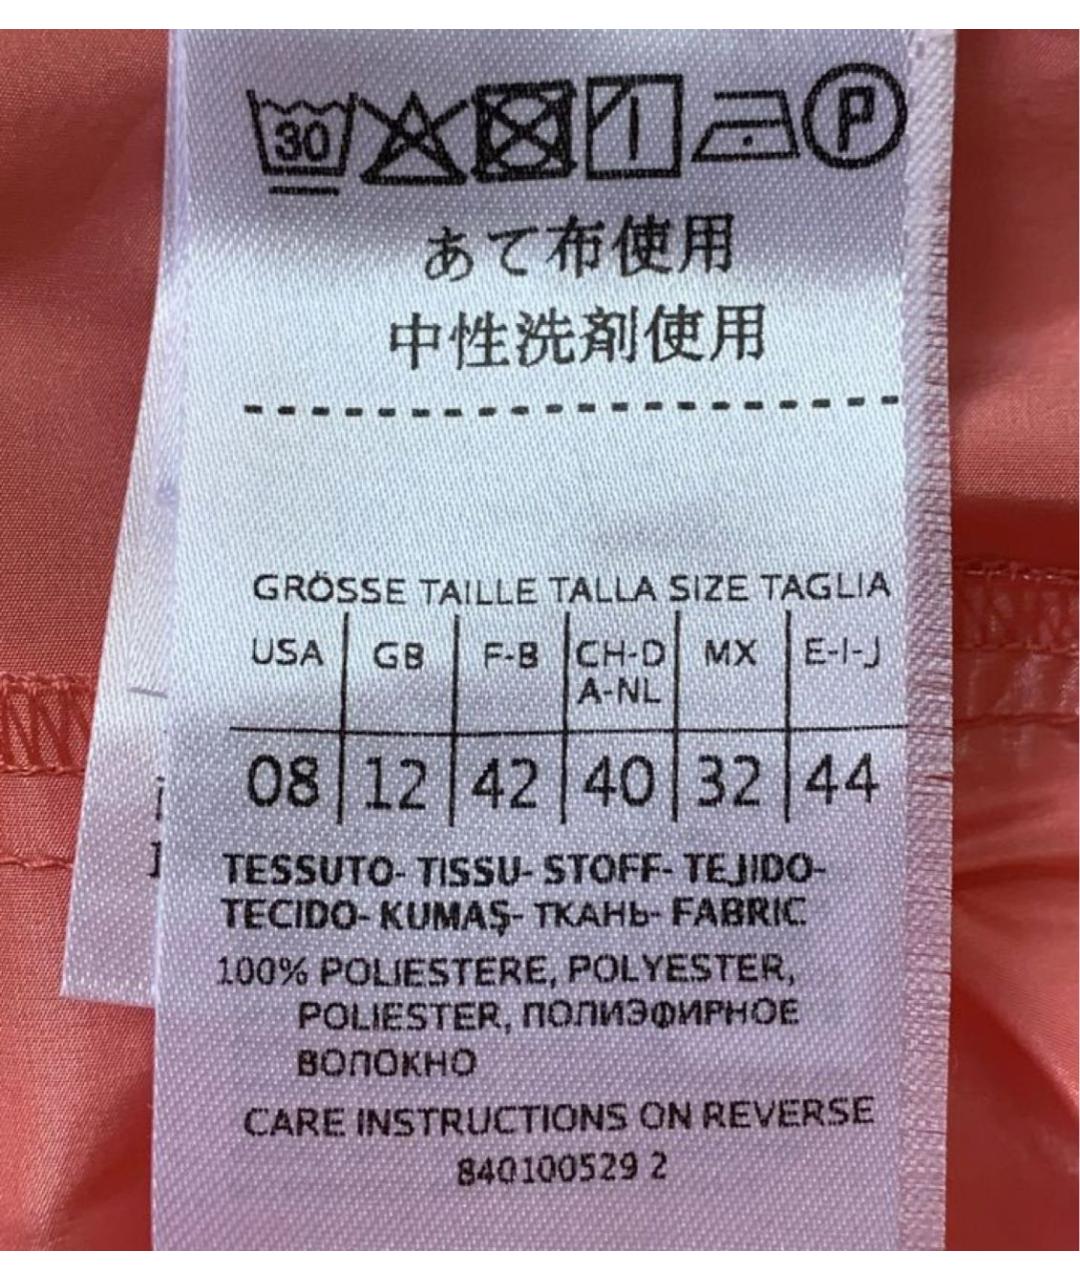 30 P
あて布使用
中性洗剤使用
GRÖSSE TAILLE TALLA SIZE TAGLIA
USA GB F-B CH-D MX E-I-J
A-NL
08 12 42 40 32 44
TESSUTO- TISSU- STOFF- TEJIDO-
TECIDO- KUMAŞ- ТКАНЬ- FABRIC
100% POLIESTERE, POLYESTER,
POLIESTER, ПОЛИЭФИРНОЕ
ВОЛОКНО
CARE INSTRUCTIONS ON REVERSE
840100529 2